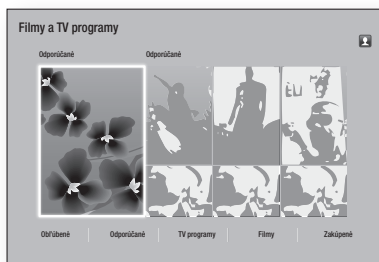 Filmy a TV programy
Odporúčané Odporúčané
Obľúbené Odporúčané TV programy Filmy Zakúpené